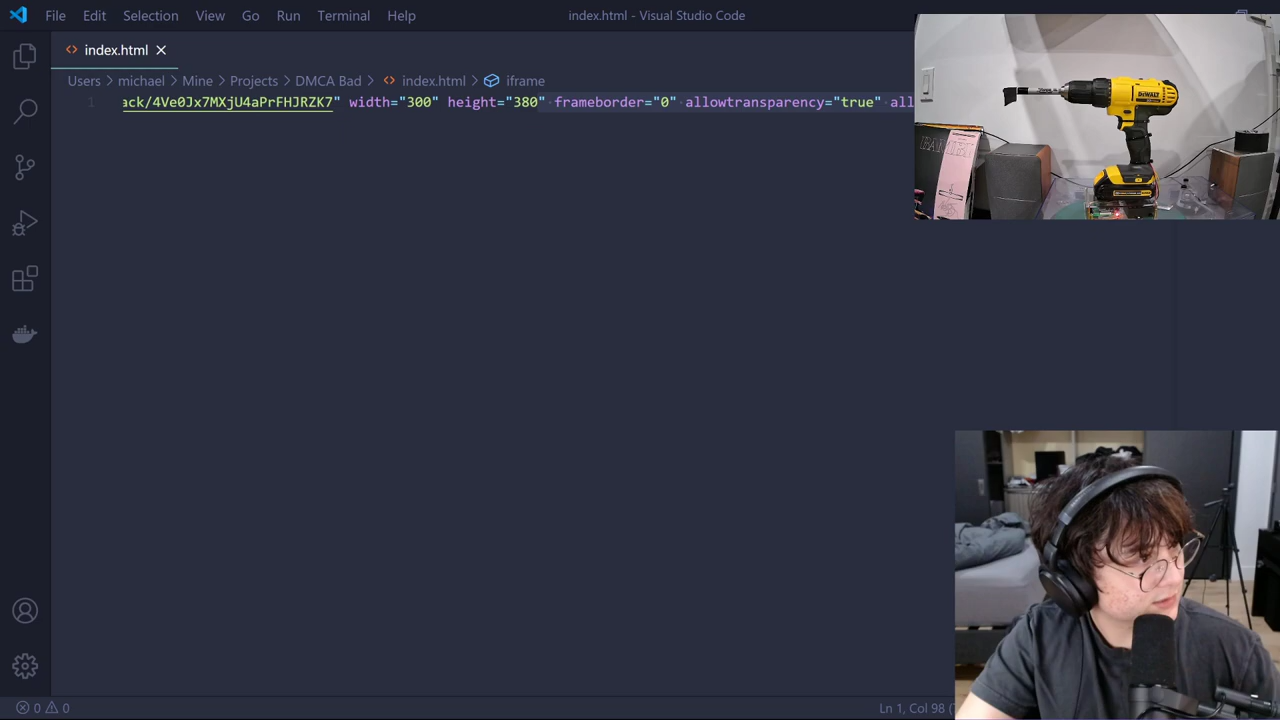 File Edit Selection View Go Run Terminal Help
index.html - Visual Studio Code
index.html
Users > michael > Mine > Projects > DMCA Bad > index.html > iframe
1 ack/4Ve0Jx7MXjU4aPrFHJRZK7" width="300" height="380" frameborder="0" allowtransparency="true" all
DEWALT
0 0
Ln 1, Col 98 (